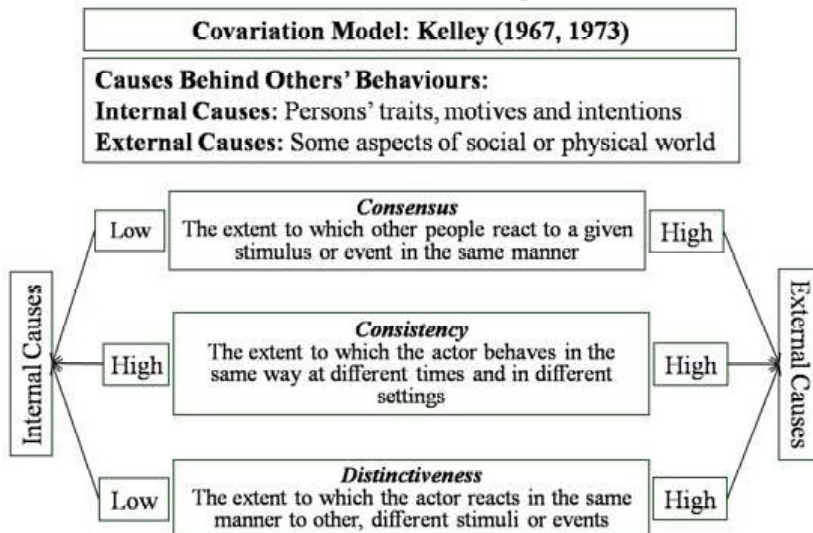 Covariation Model: Kelley (1967, 1973)
Causes Behind Others' Behaviours:
Internal Causes: Persons' traits, motives and intentions
External Causes: Some aspects of social or physical world
Internal Causes
Low
Consensus
The extent to which other people react to a given
stimulus or event in the same manner
High
High
Consistency
The extent to which the actor behaves in the
same way at different times and in different
settings
High
Low
Distinctiveness
The extent to which the actor reacts in the same
manner to other, different stimuli or events
High
External Causes